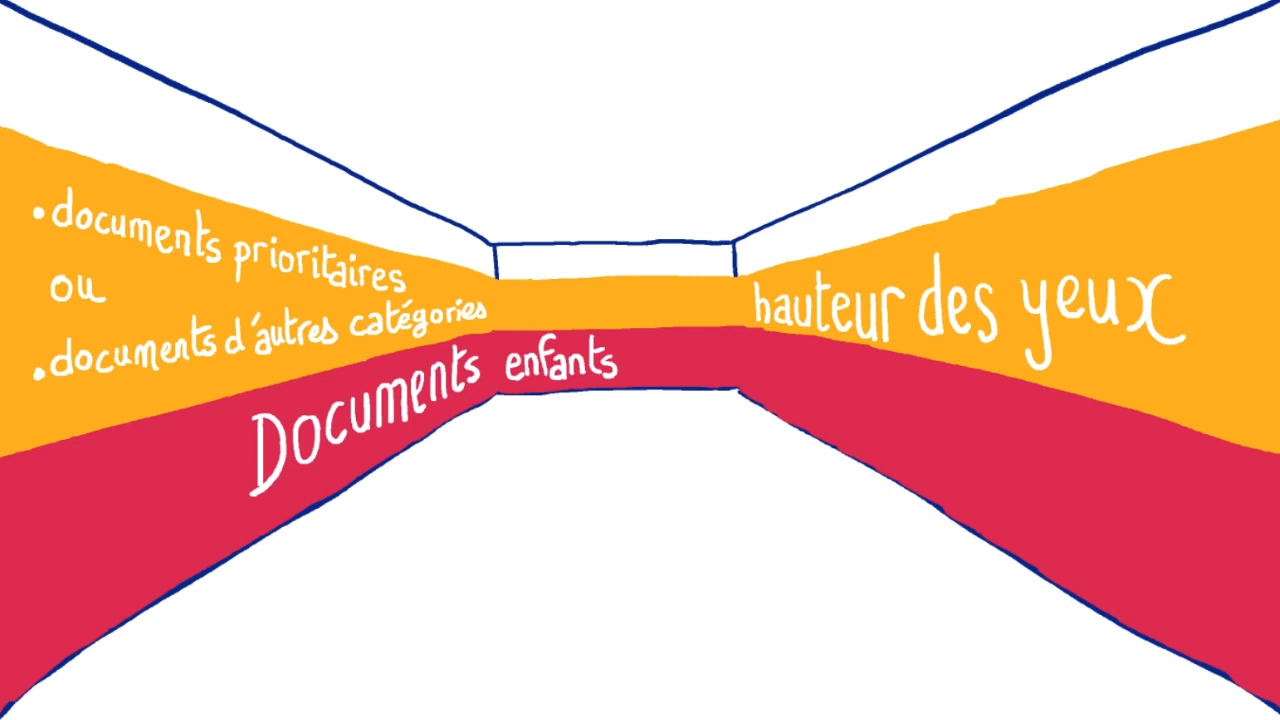 • documents prioritaires
ou
• documents d'autres catégories
hauteur des yeux
Documents enfants